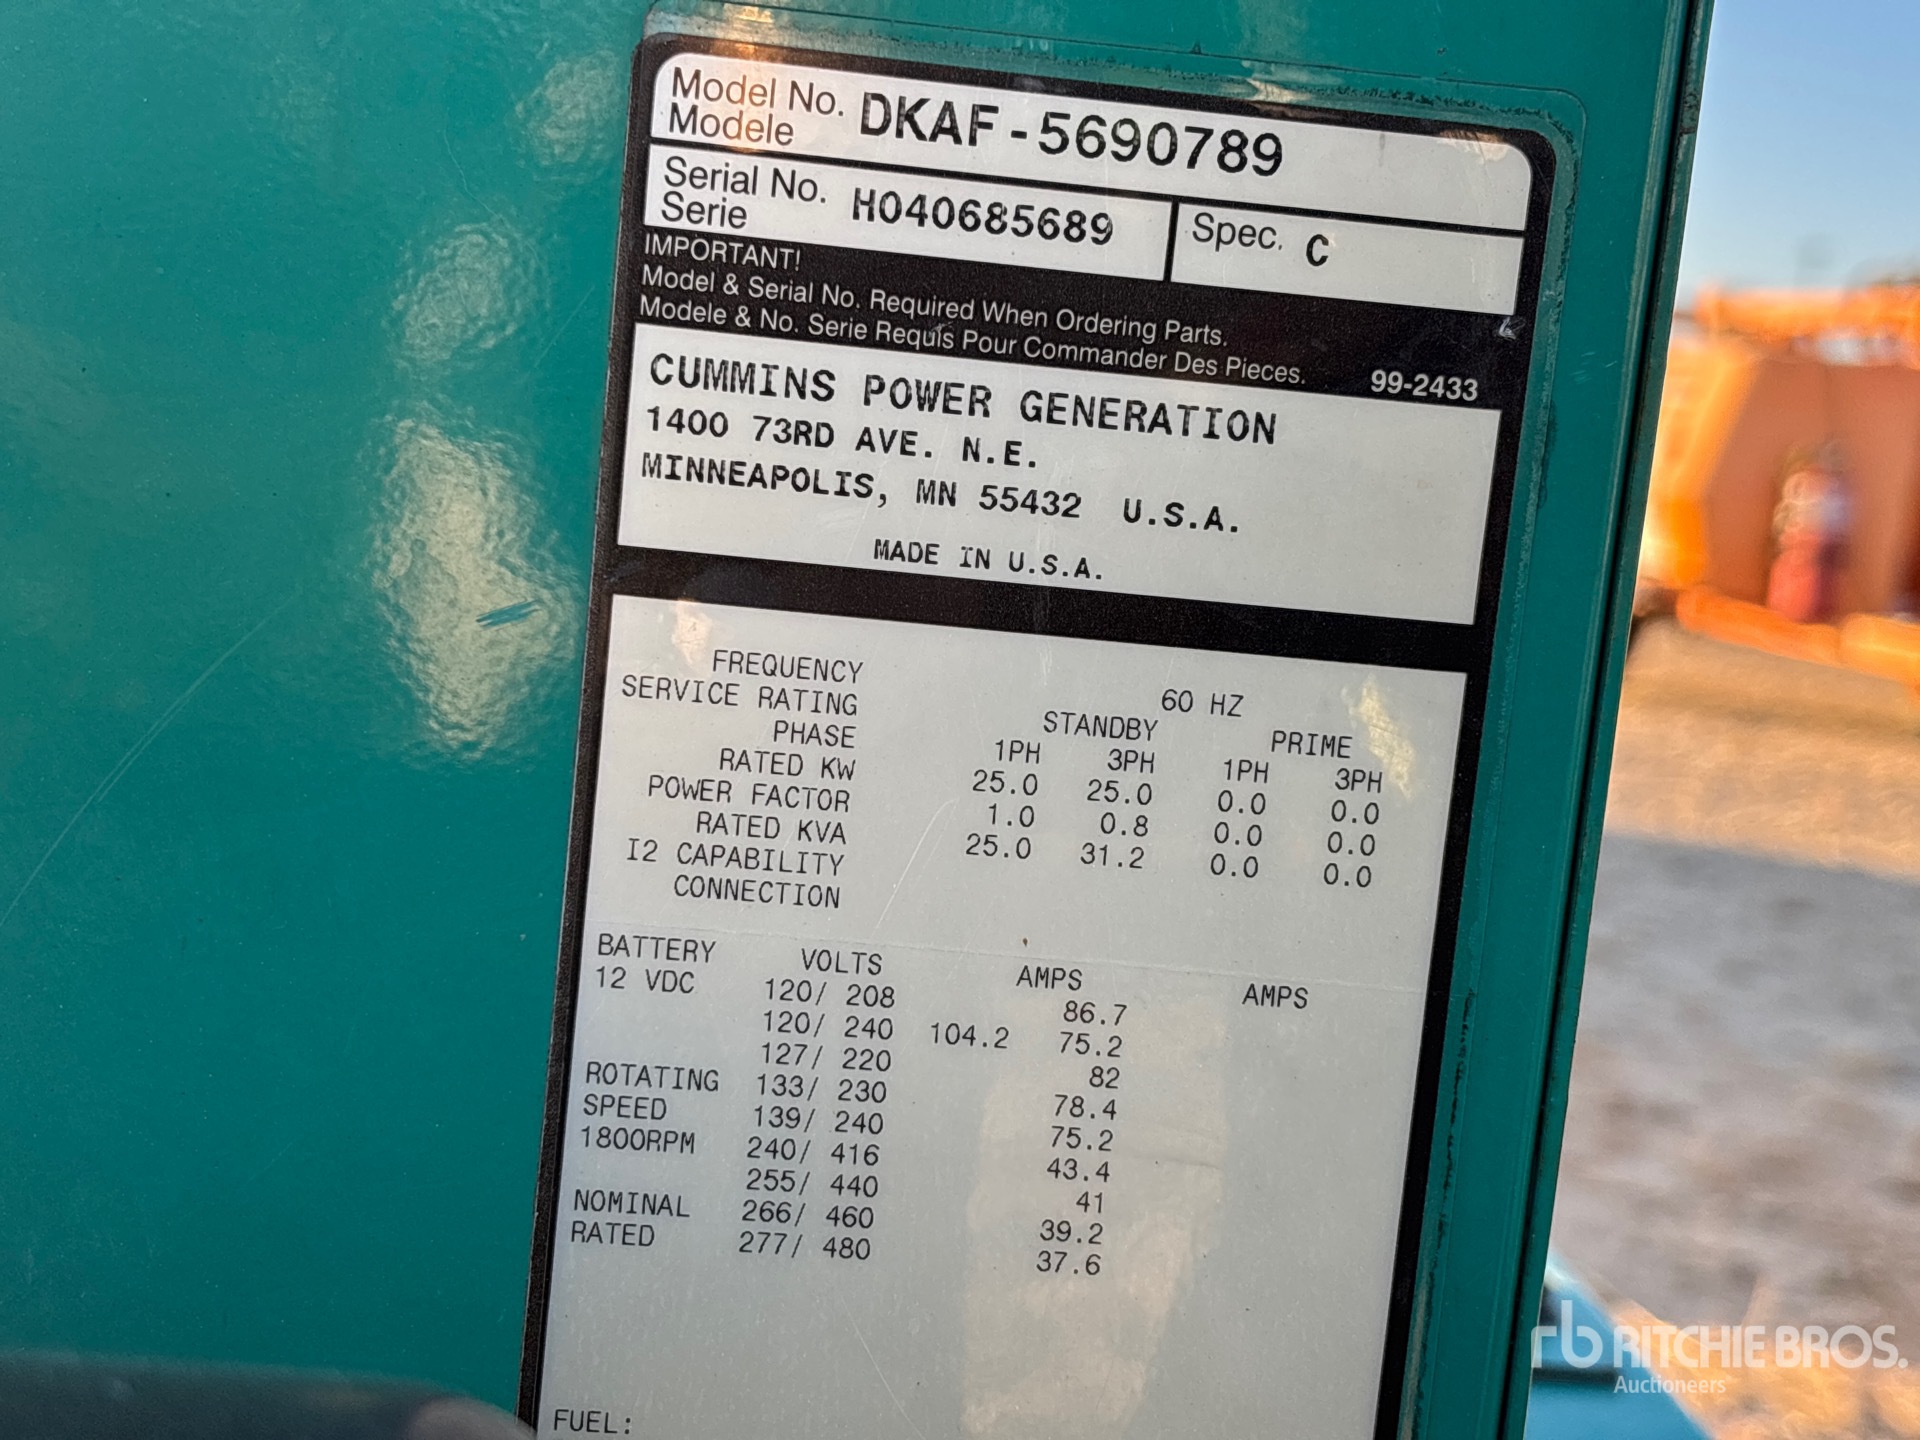 Model No. DKAF-5690789
Modele
Serial No. H040685689
Serie
Spec. C
IMPORTANT!
Model & Serial No. Required When Ordering Parts.
Modele & No. Serie Requis Pour Commander Des Pieces.
99-2433
CUMMINS POWER GENERATION
1400 73RD AVE. N.E.
MINNEAPOLIS, MN 55432 U.S.A.
MADE IN U.S.A.
FREQUENCY 60 HZ
SERVICE RATING STANDBY PRIME
PHASE 1PH 3PH 1PH 3PH
RATED KW 25.0 25.0 0.0 0.0
POWER FACTOR 1.0 0.8 0.0 0.0
RATED KVA 25.0 31.2 0.0 0.0
I2 CAPABILITY
CONNECTION
BATTERY VOLTS AMPS AMPS
12 VDC 120/ 208 86.7
120/ 240 104.2 75.2
127/ 220 82
ROTATING 133/ 230 78.4
SPEED 139/ 240 75.2
1800RPM 240/ 416 43.4
255/ 440 41
NOMINAL 266/ 460 39.2
RATED 277/ 480 37.6
FUEL:
rb RITCHIE BROS.
Auctioneers